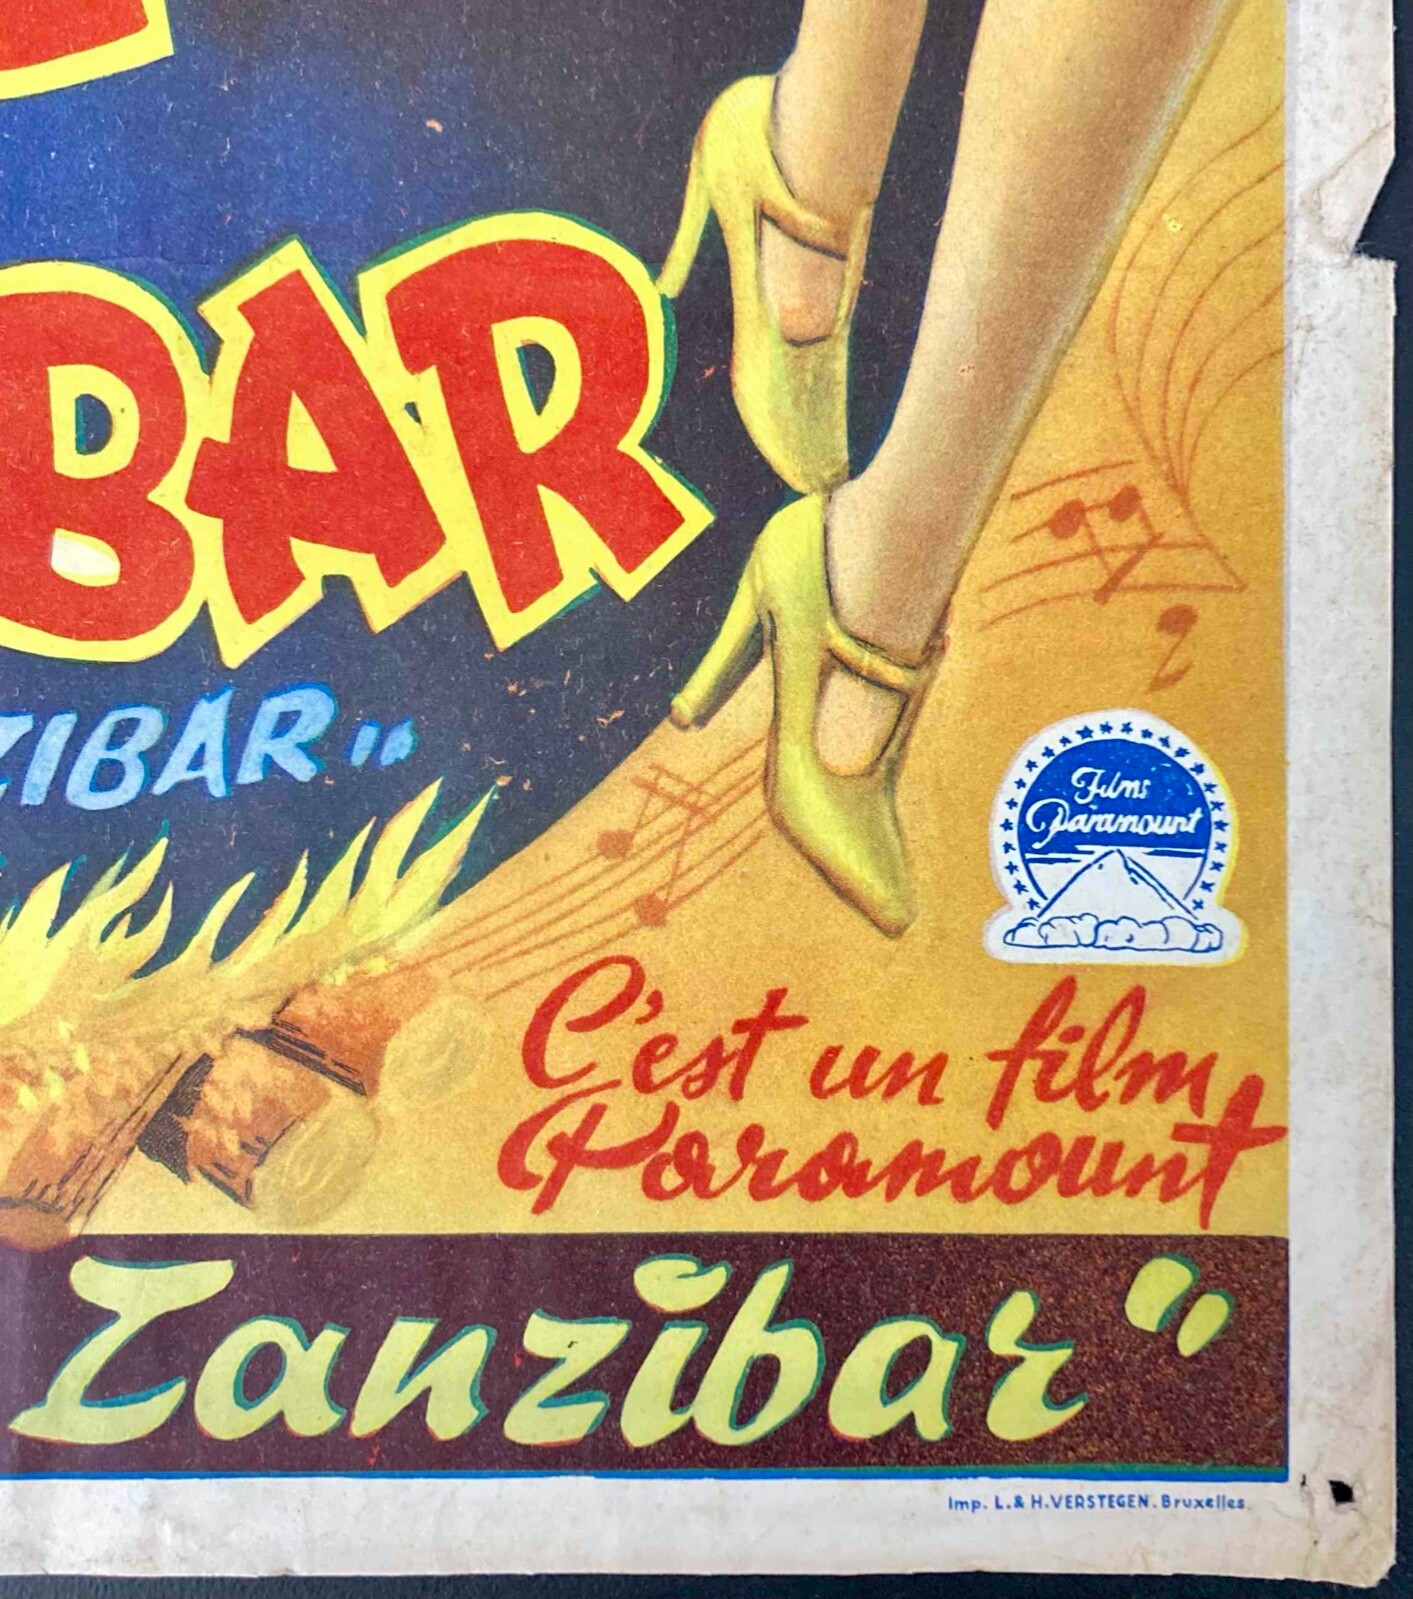 BAR
ZIBAR"
Films
Paramount
C'est un film
Paramount
Zanzibar"
Imp. L. & H. VERSTEGEN. Bruxelles.